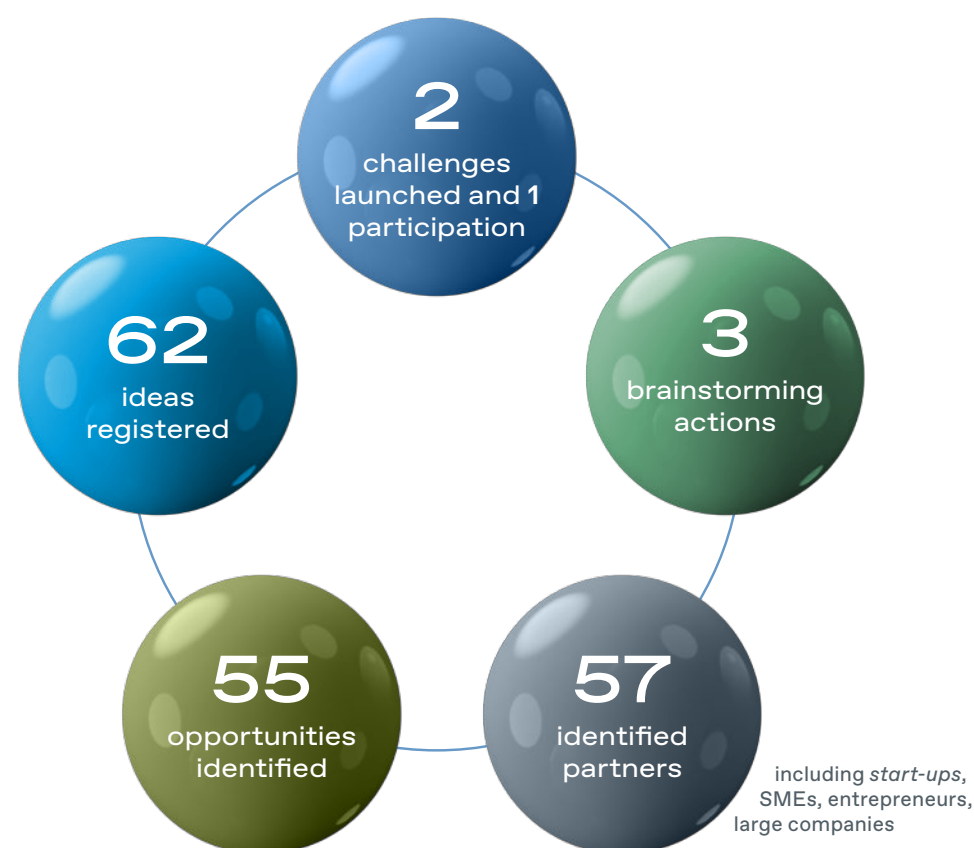 2
challenges
launched and 1
participation
62
ideas
registered
3
brainstorming
actions
55
opportunities
identified
57
identified
partners
including start-ups,
SMEs, entrepreneurs,
large companies